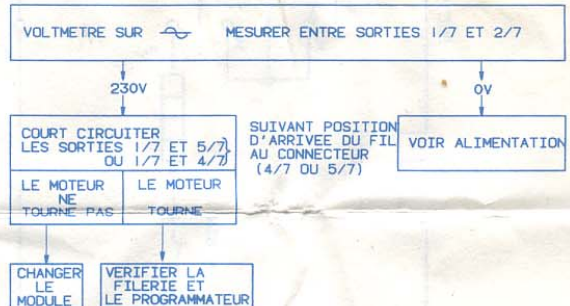 VOLTMETRE SUR MESURER ENTRE SORTIES 1/7 ET 2/7
230V
0V
COURT CIRCUITER
LES SORTIES 1/7 ET 5/7
OU 1/7 ET 4/7
SUIVANT POSITION
D'ARRIVEE DU FIL
AU CONNECTEUR
(4/7 OU 5/7)
VOIR ALIMENTATION
LE MOTEUR
NE
TOURNE PAS
LE MOTEUR
TOURNE
CHANGER
LE
MODULE
VERIFIER LA
FILERIE ET
LE PROGRAMMATEUR